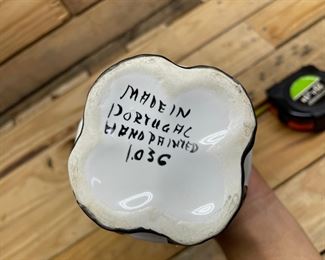 MADE IN
PORTUGAL
HAND PAINTED
1.036